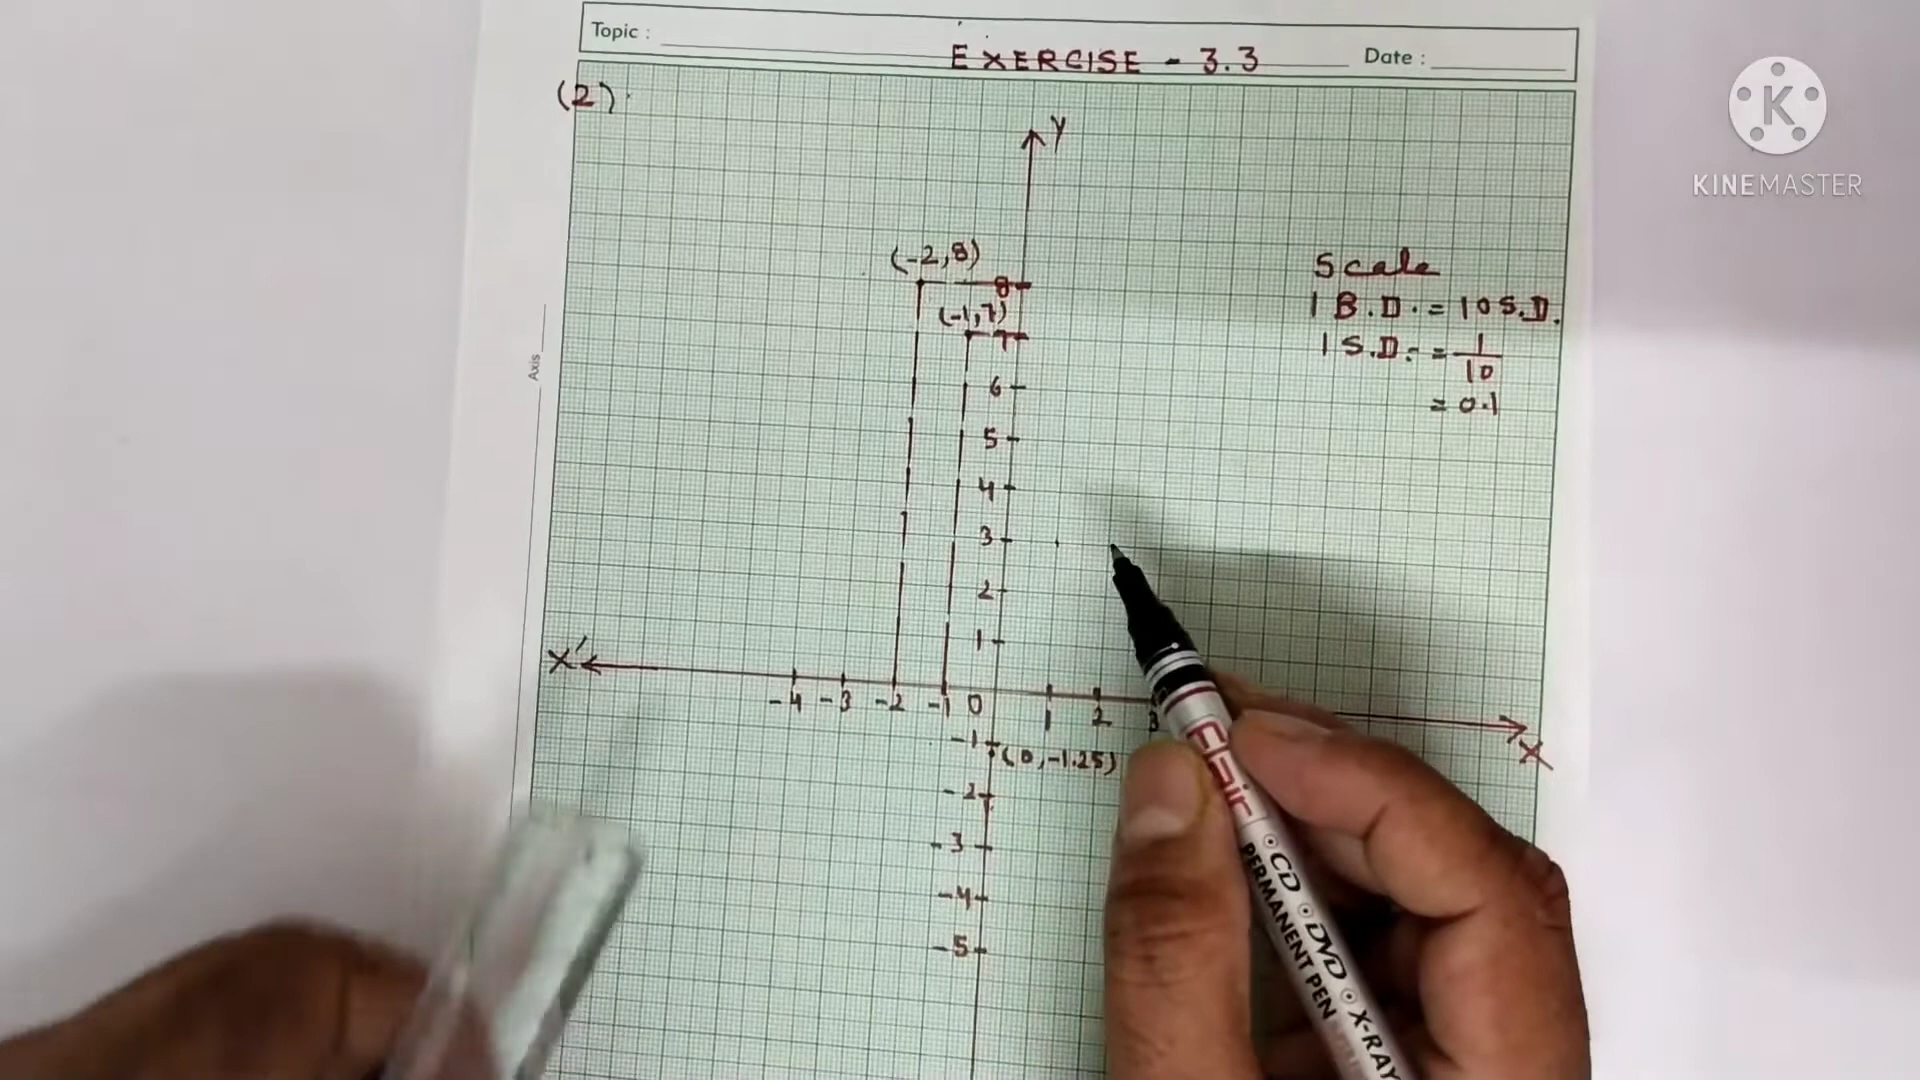 Topic :
EXERCISE - 3.3
Date :
(2)
Y
(-2,8)
8
(-1,7)
7
6
5
4
3
2
1
Scale
1 B.D. = 10 S.D.
1 S.D. = 1/10
= 0.1
Axis
X'
-4 -3 -2 -1 0 1 2 3
X
-1 (0,-1.25)
-2
-3
-4
-5
Flair
CD DVD X-RAY
PERMANENT PEN
K
KINEMASTER